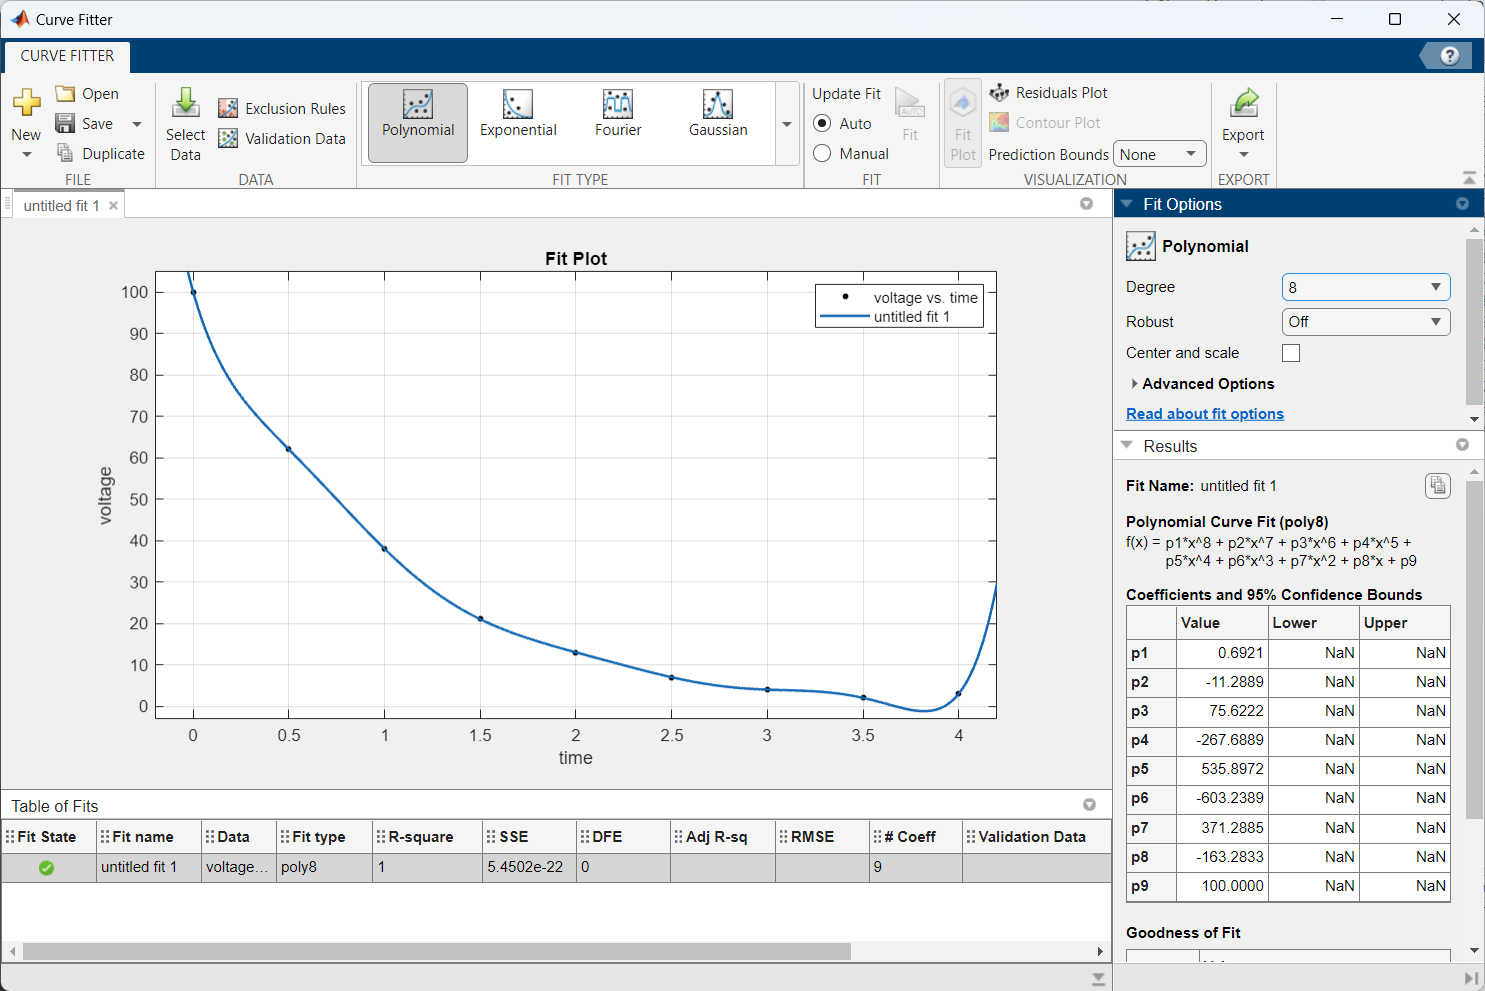 Curve Fitter
CURVE FITTER
?
New
Open
Save
Duplicate
FILE
Select
Data
Exclusion Rules
Validation Data
DATA
Polynomial
Exponential
Fourier
Gaussian
FIT TYPE
Update Fit
Auto
Manual
AUTO
Fit
FIT
Fit
Plot
Residuals Plot
Contour Plot
Prediction Bounds None
VISUALIZATION
Export
EXPORT
untitled fit 1
Fit Plot
voltage vs. time
untitled fit 1
100
90
80
70
60
50
40
30
20
10
0
voltage
0 0.5 1 1.5 2 2.5 3 3.5 4
time
Table of Fits
Fit State Fit name Data Fit type R-square SSE DFE Adj R-sq RMSE # Coeff Validation Data
untitled fit 1 voltage... poly8 1 5.4502e-22 0 9
Fit Options
Polynomial
Degree 8
Robust Off
Center and scale
Advanced Options
Read about fit options
Results
Fit Name: untitled fit 1
Polynomial Curve Fit (poly8)
f(x) = p1*x^8 + p2*x^7 + p3*x^6 + p4*x^5 +
p5*x^4 + p6*x^3 + p7*x^2 + p8*x + p9
Coefficients and 95% Confidence Bounds
Value Lower Upper
p1 0.6921 NaN NaN
p2 -11.2889 NaN NaN
p3 75.6222 NaN NaN
p4 -267.6889 NaN NaN
p5 535.8972 NaN NaN
p6 -603.2389 NaN NaN
p7 371.2885 NaN NaN
p8 -163.2833 NaN NaN
p9 100.0000 NaN NaN
Goodness of Fit